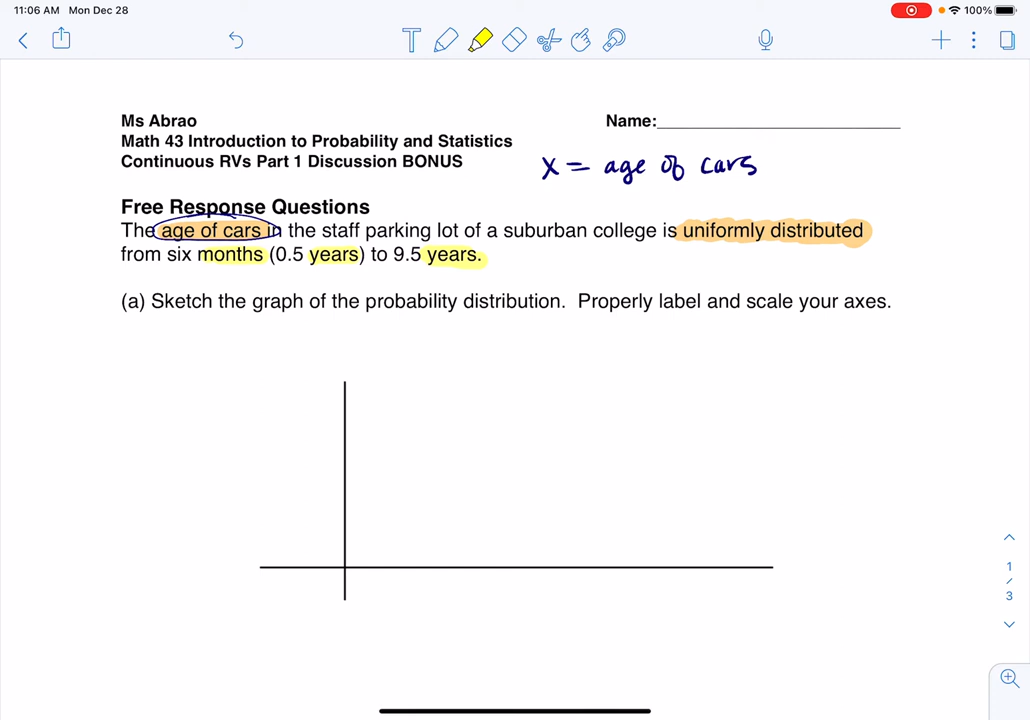 11:06 AM Mon Dec 28
100%
T
Ms Abrao
Name:
Math 43 Introduction to Probability and Statistics
Continuous RVs Part 1 Discussion BONUS
X = age of cars
Free Response Questions
The age of cars in the staff parking lot of a suburban college is uniformly distributed
from six months (0.5 years) to 9.5 years.
(a) Sketch the graph of the probability distribution. Properly label and scale your axes.
1
/
3